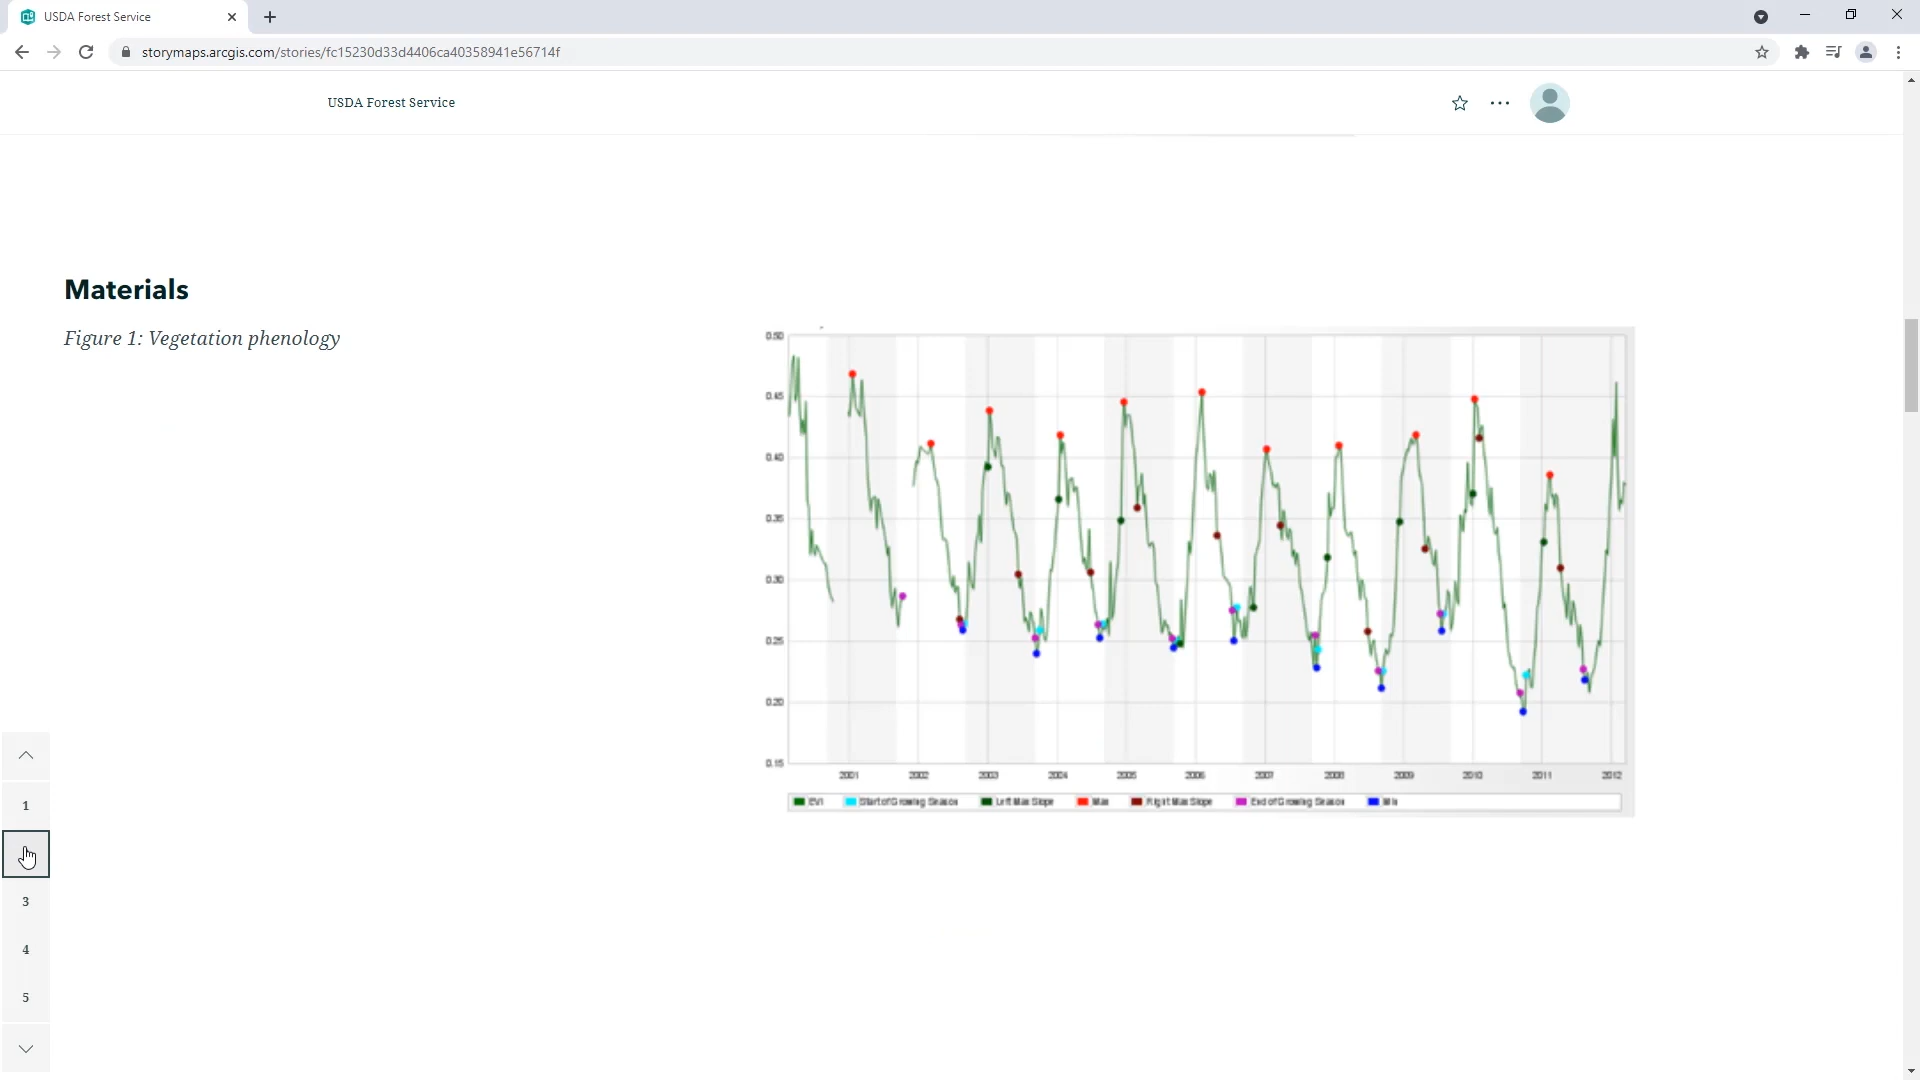 USDA Forest Service
storymaps.arcgis.com/stories/fc15230d33d4406ca40358941e56714f
USDA Forest Service
Materials
Figure 1: Vegetation phenology
0.50
0.45
0.40
0.35
0.30
0.25
0.20
0.15
2001 2002 2003 2004 2005 2006 2007 2008 2009 2010 2011 2012
EVI Start of Growing Season Left Max Slope Max Right Max Slope End of Growing Season Min
1
3
4
5